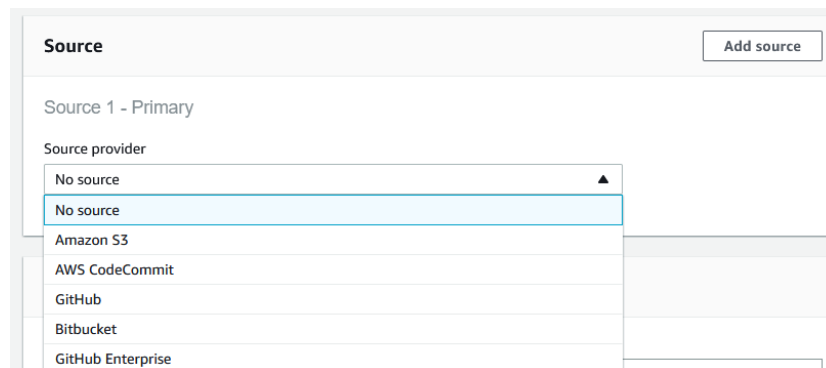 Source
Add source
Source 1 - Primary
Source provider
No source
No source
Amazon S3
AWS CodeCommit
GitHub
Bitbucket
GitHub Enterprise